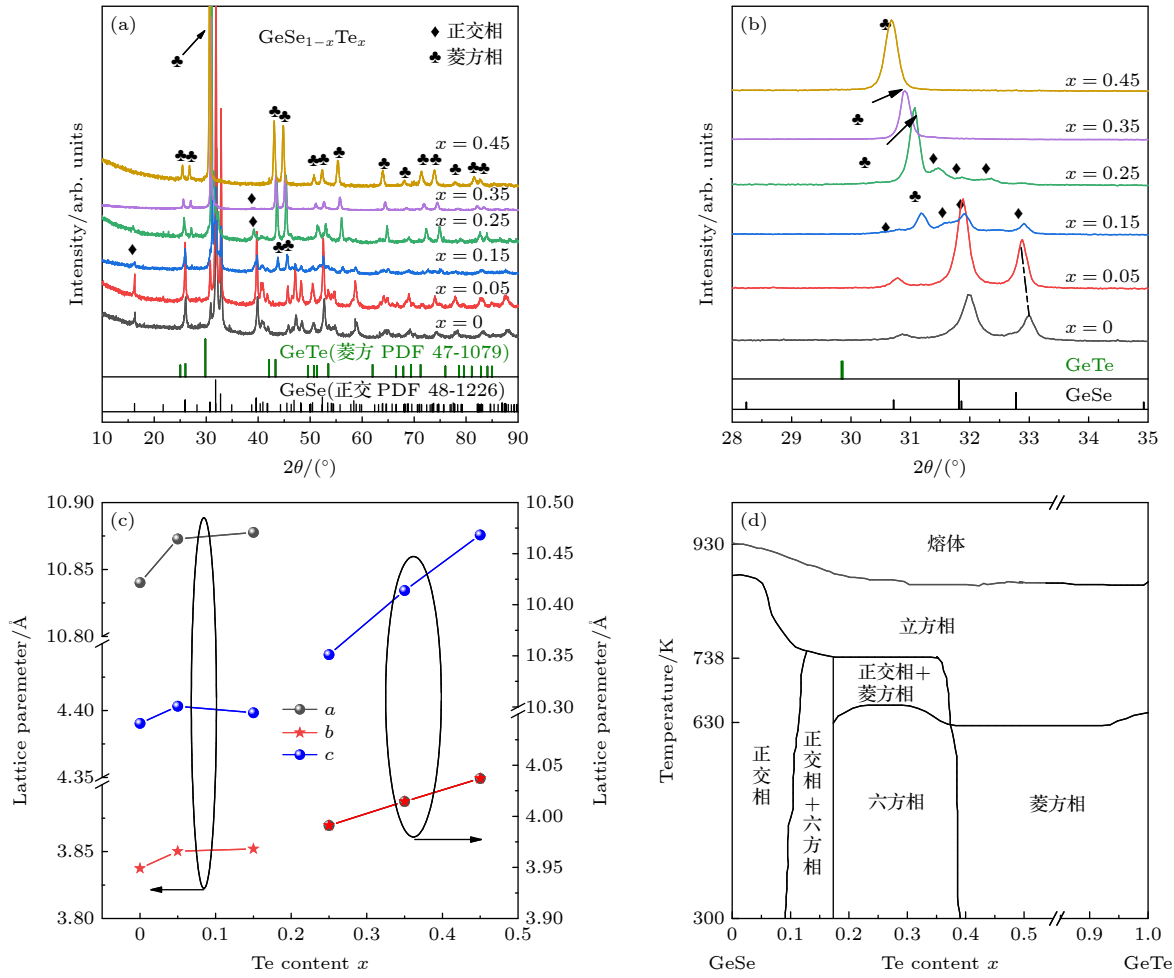 (a)
GeSe₁₋ₓTeₓ
♦ 正交相
♣ 菱方相
x = 0.45
x = 0.35
x = 0.25
x = 0.15
x = 0.05
x = 0
GeTe(菱方 PDF 47-1079)
GeSe(正交 PDF 48-1226)
Intensity/arb. units
10 20 30 40 50 60 70 80 90
2θ/(°)
(b)
x = 0.45
x = 0.35
x = 0.25
x = 0.15
x = 0.05
x = 0
GeTe
GeSe
Intensity/arb. units
28 29 30 31 32 33 34 35
2θ/(°)
(c)
10.90
10.85
10.80
4.40
4.35
3.85
3.80
Lattice paremeter/Å
a
b
c
10.50
10.45
10.40
10.35
10.30
4.05
4.00
3.95
3.90
Lattice paremeter/Å
0 0.1 0.2 0.3 0.4 0.5
Te content x
(d)
930
738
630
300
Temperature/K
熔体
立方相
正交相+
菱方相
正交相
正交相+六方相
六方相
菱方相
0 0.1 0.2 0.3 0.4 0.5 1.0
GeSe Te content x GeTe